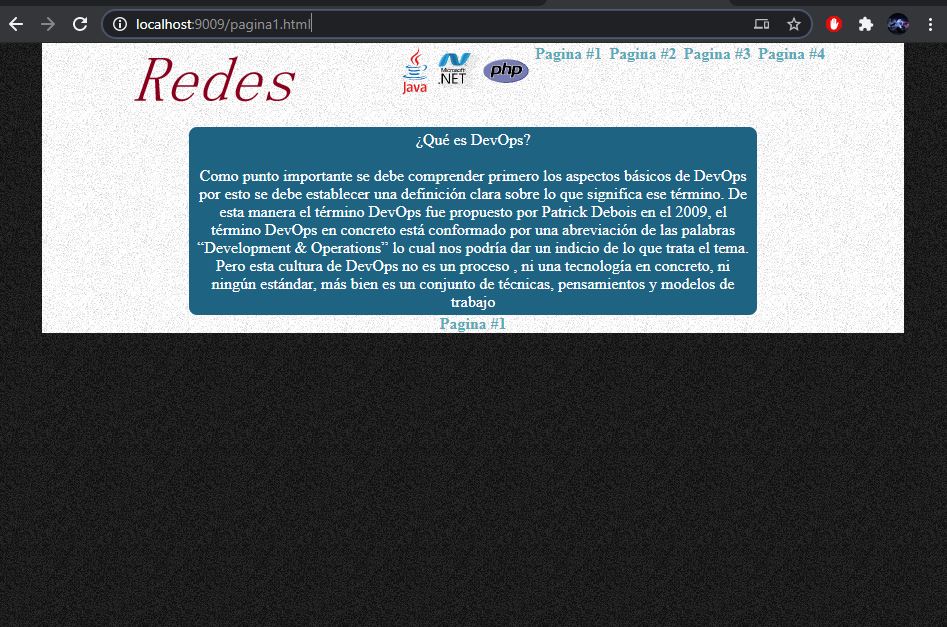 localhost:9009/pagina1.html
Redes
Java
Microsoft
.NET
php
Pagina #1 Pagina #2 Pagina #3 Pagina #4
¿Qué es DevOps?
Como punto importante se debe comprender primero los aspectos básicos de DevOps
por esto se debe establecer una definición clara sobre lo que significa ese término. De
esta manera el término DevOps fue propuesto por Patrick Debois en el 2009, el
término DevOps en concreto está conformado por una abreviación de las palabras
“Development & Operations” lo cual nos podría dar un indicio de lo que trata el tema.
Pero esta cultura de DevOps no es un proceso , ni una tecnología en concreto, ni
ningún estándar, más bien es un conjunto de técnicas, pensamientos y modelos de
trabajo
Pagina #1